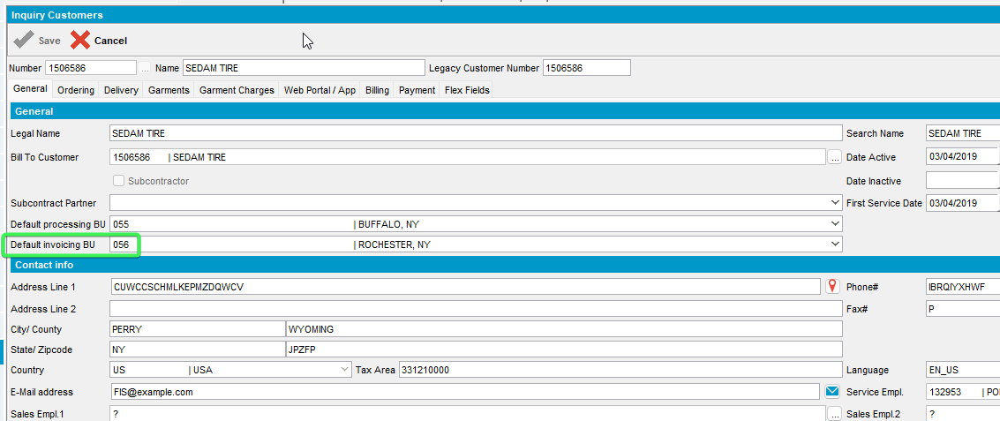 Inquiry Customers
Save Cancel
Number 1506586 ... Name SEDAM TIRE Legacy Customer Number 1506586
General Ordering Delivery Garments Garment Charges Web Portal / App Billing Payment Flex Fields
General
Legal Name SEDAM TIRE Search Name SEDAM TIRE
Bill To Customer 1506586 | SEDAM TIRE ... Date Active 03/04/2019
Subcontractor Date Inactive
Subcontract Partner First Service Date 03/04/2019
Default processing BU 055 | BUFFALO, NY
Default invoicing BU 056 | ROCHESTER, NY
Contact info
Address Line 1 CUWCCSCHMLKEPMZDQWCV Phone# IBRQIYXHWF
Address Line 2 Fax# P
City/ County PERRY WYOMING
State/ Zipcode NY JPZFP
Country US | USA Tax Area 331210000 Language EN_US
E-Mail address FIS@example.com Service Empl. 132953 | PO
Sales Empl.1 ? ... Sales Empl.2 ?